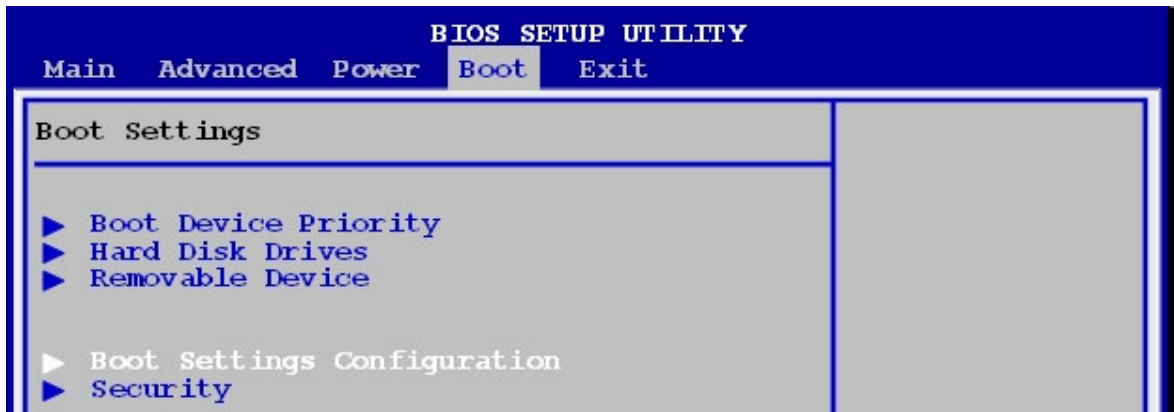 BIOS SETUP UTILITY
Main Advanced Power Boot Exit
Boot Settings
Boot Device Priority
Hard Disk Drives
Removable Device
Boot Settings Configuration
Security